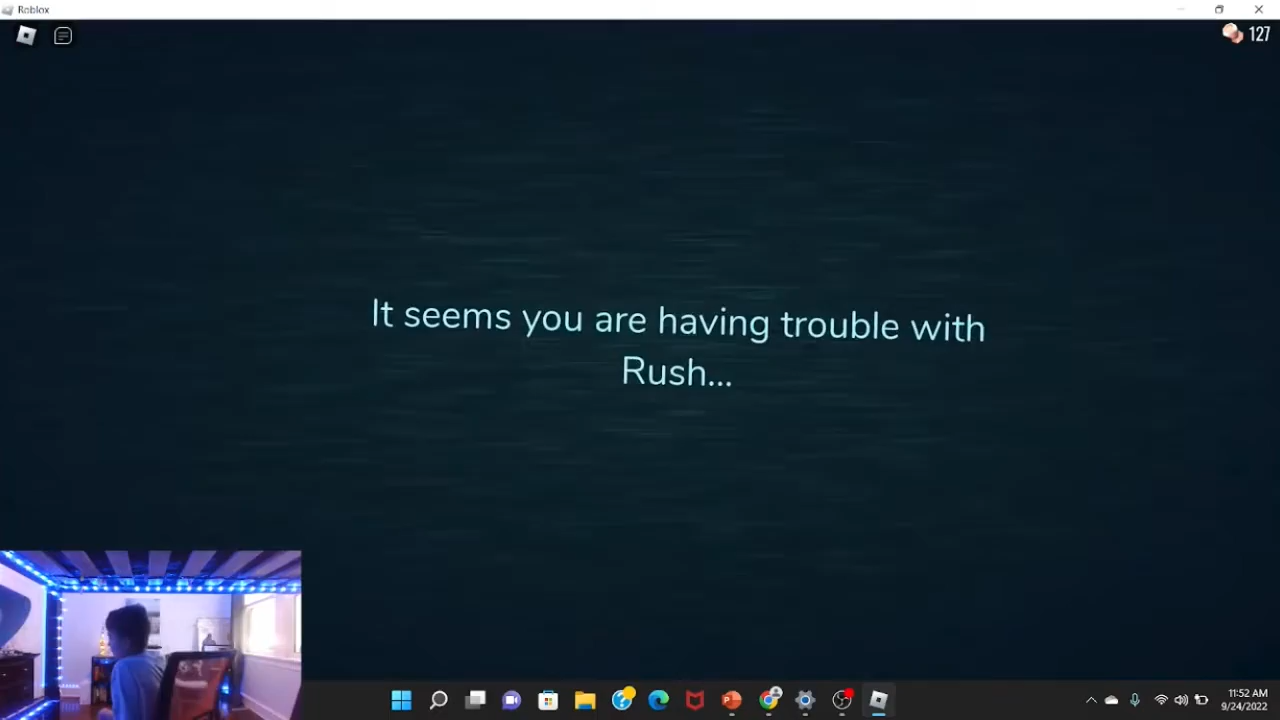 Roblox
127
It seems you are having trouble with
Rush...
11:52 AM
9/24/2022